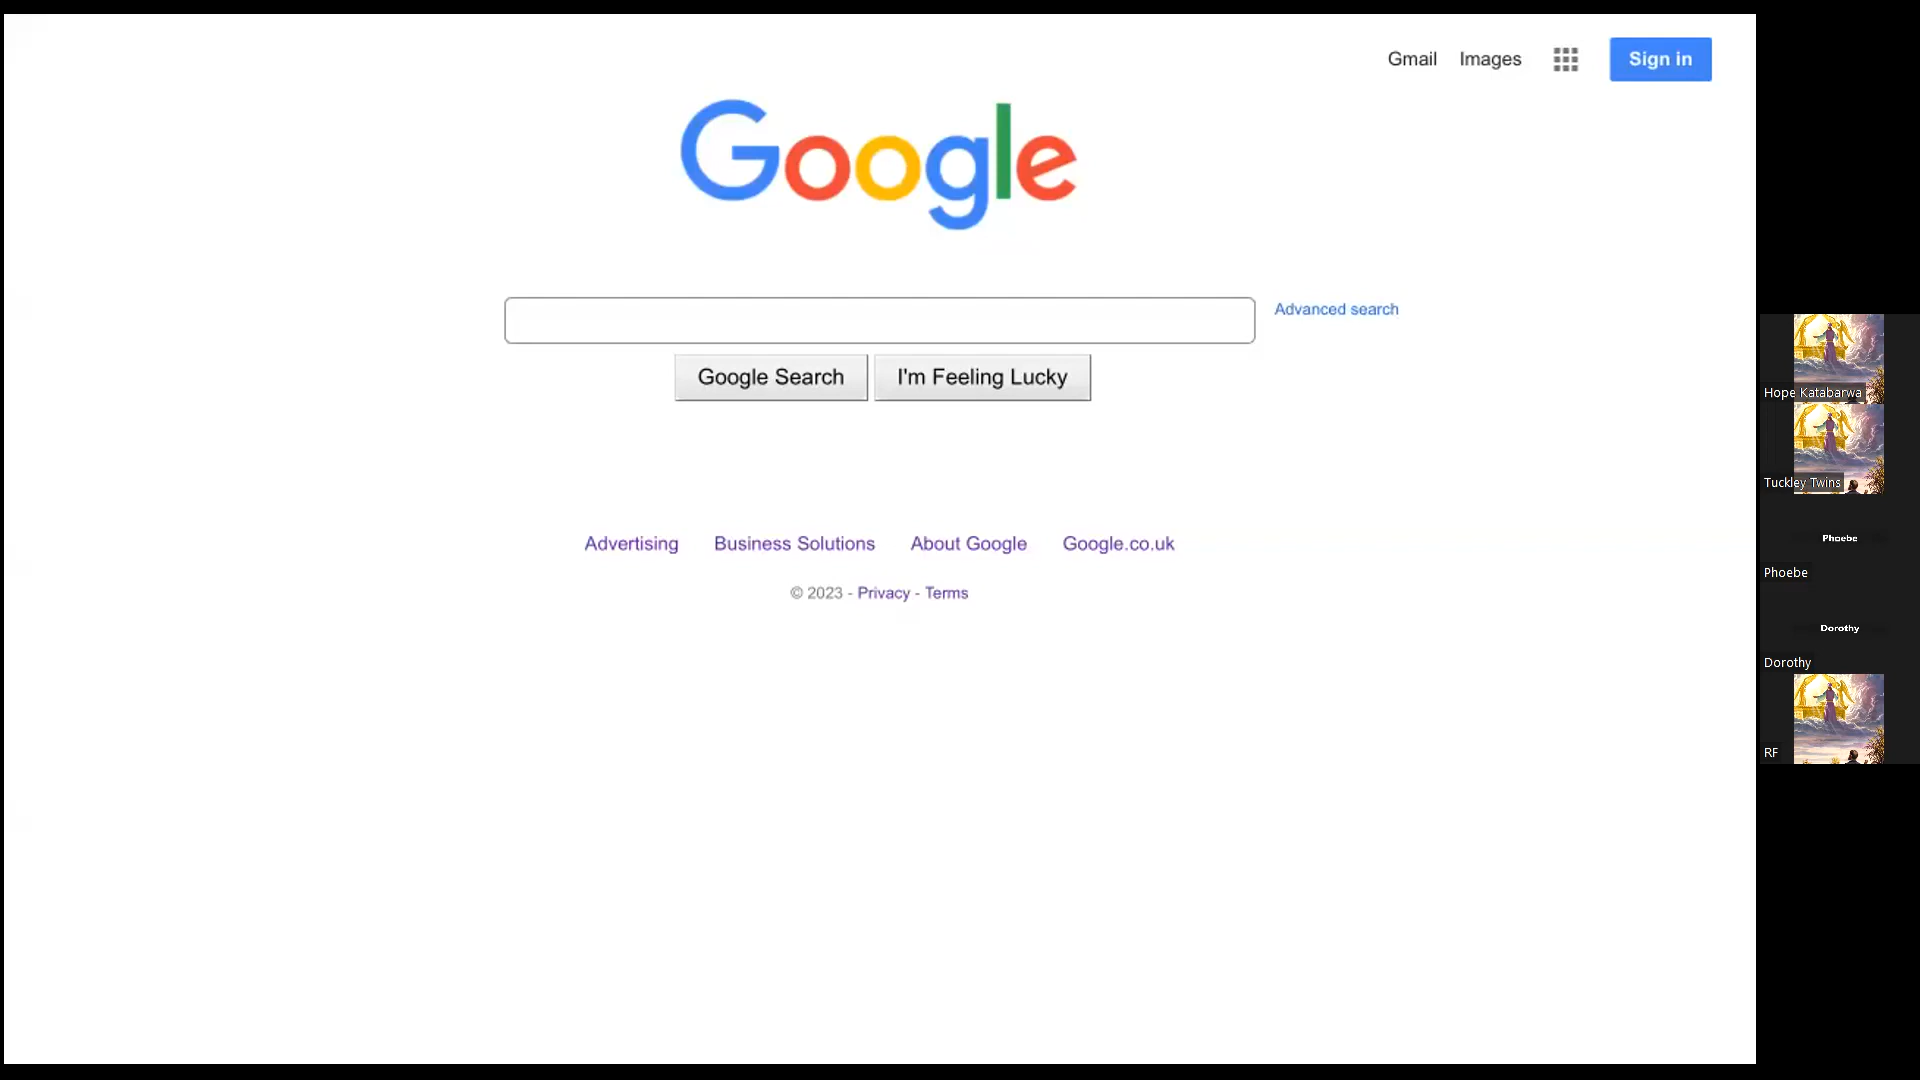 Gmail Images Sign in
Google
Advanced search
Google Search I'm Feeling Lucky
Advertising Business Solutions About Google Google.co.uk
© 2023 - Privacy - Terms
Hope Katabarwa
Tuckley Twins
Phoebe
Phoebe
Dorothy
Dorothy
RF